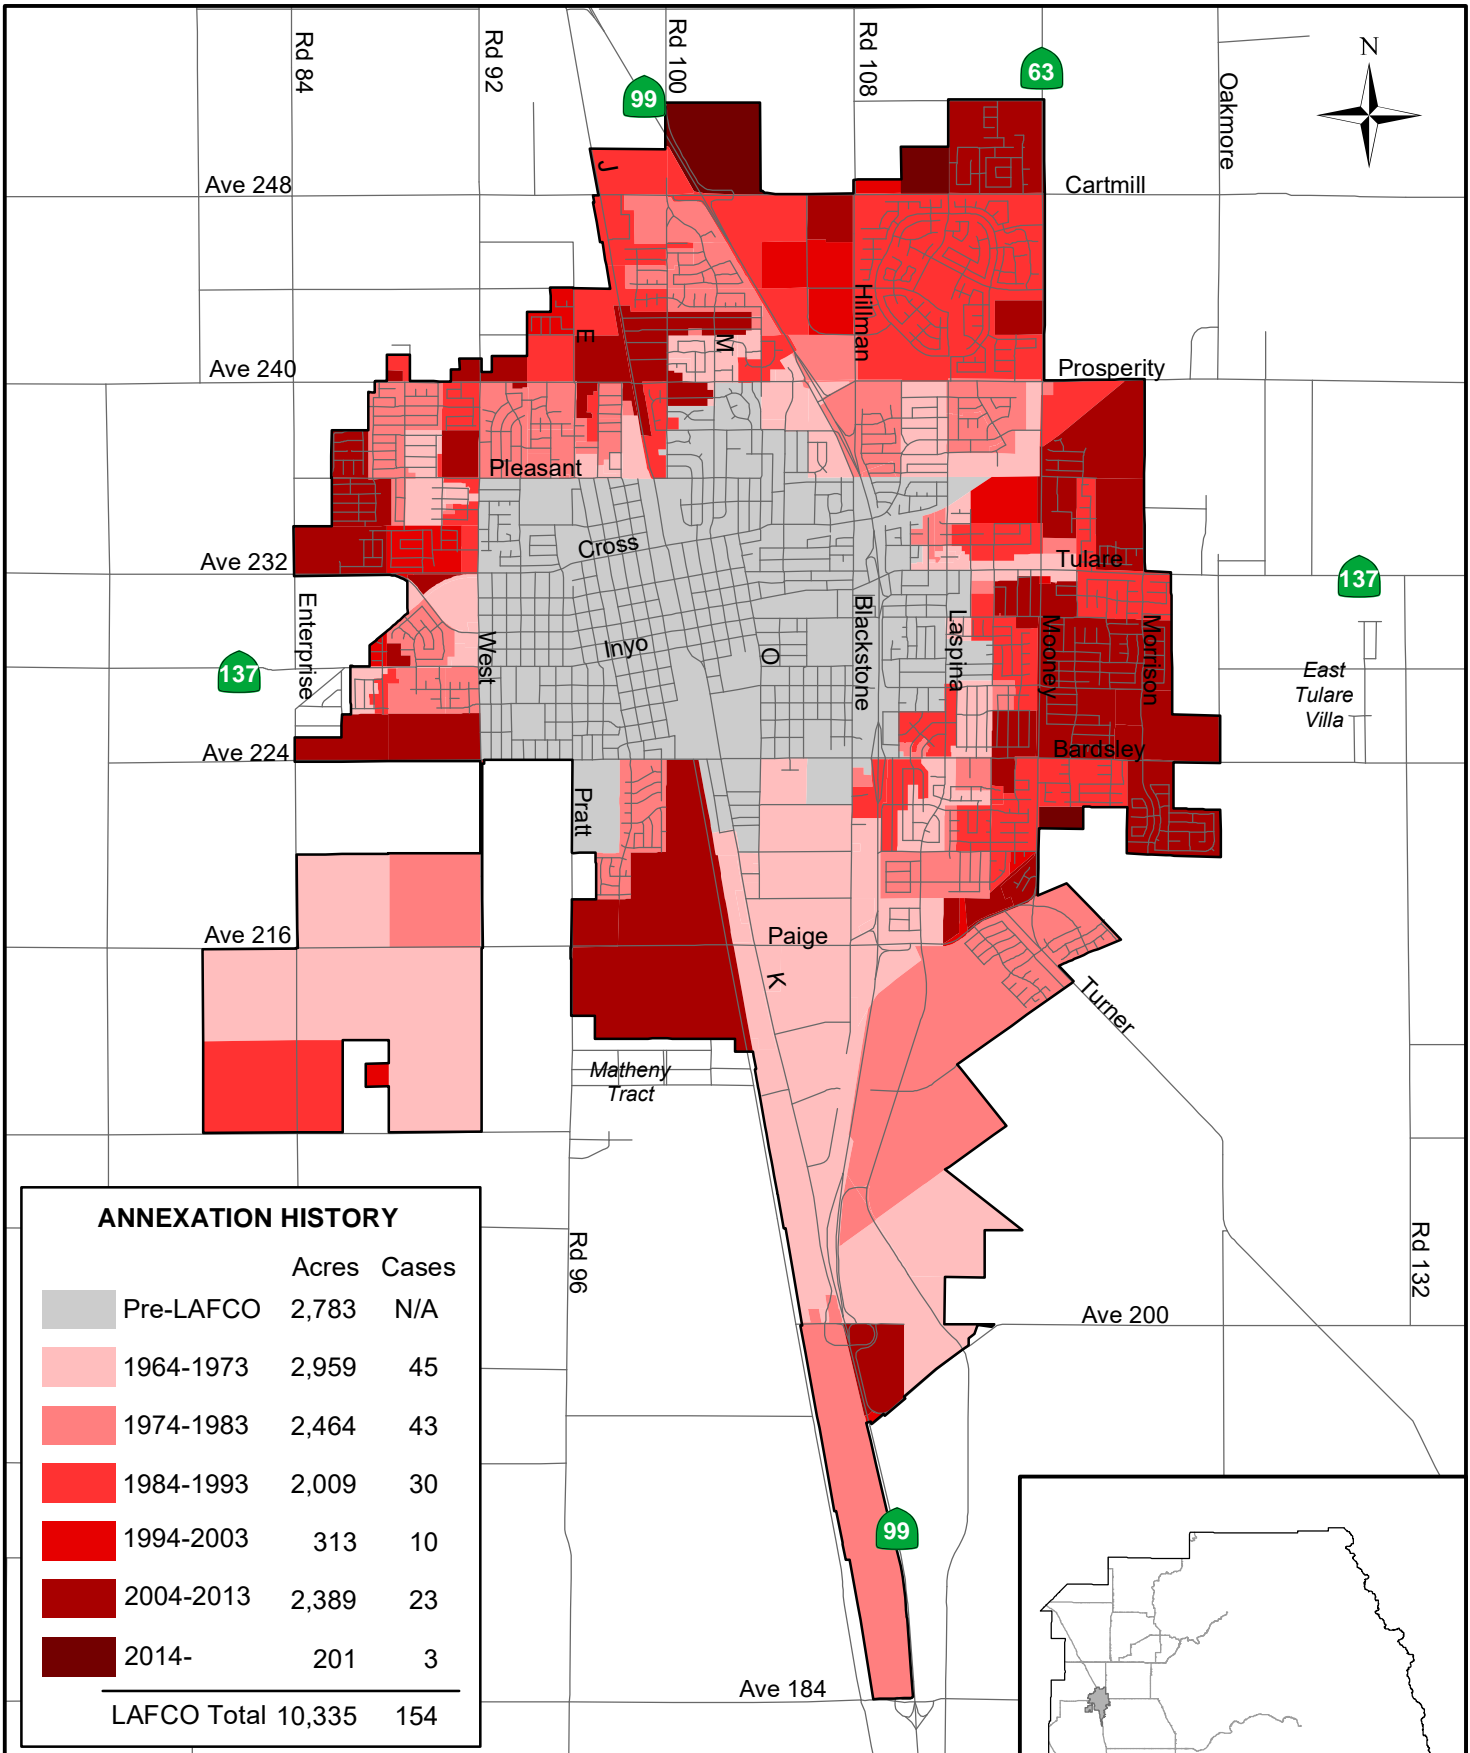 Rd 84
Rd 92
Rd 100
Rd 108
63
99
Oakmore
N
J
Ave 248
Cartmill
Hillman
E
M
Ave 240
Prosperity
Pleasant
Cross
Ave 232
Tulare
137
Enterprise
West
Inyo
O
Blackstone
Laspina
Mooney
Morrison
137
East
Tulare
Villa
Ave 224
Bardsley
Pratt
Ave 216
Paige
K
Turner
Matheny
Tract
Rd 96
Rd 132
Ave 200
99
Ave 184
ANNEXATION HISTORY
Acres Cases
Pre-LAFCO 2,783 N/A
1964-1973 2,959 45
1974-1983 2,464 43
1984-1993 2,009 30
1994-2003 313 10
2004-2013 2,389 23
2014- 201 3
LAFCO Total 10,335 154